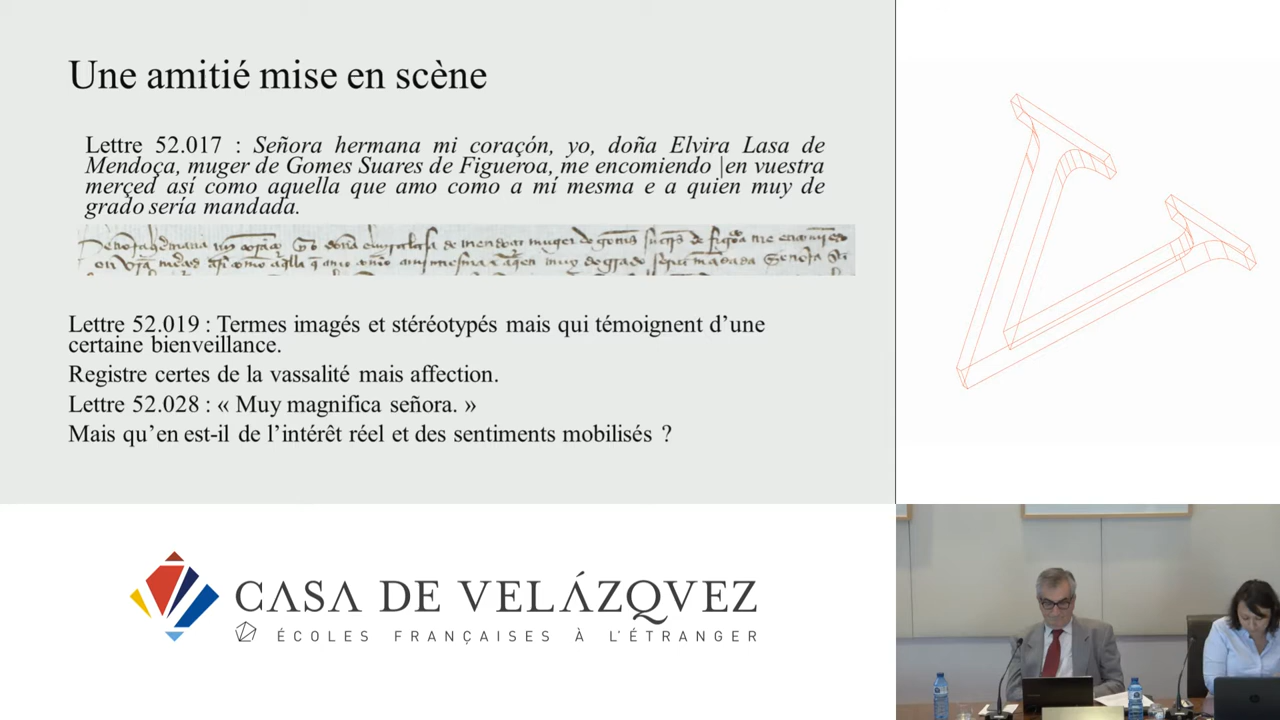 Une amitié mise en scène
Lettre 52.017 : Señora hermana mi coraçón, yo, doña Elvira Lasa de
Mendoça, muger de Gomes Suares de Figueroa, me encomiendo |en vuestra
merçed así como aquella que amo como a mí mesma e a quien muy de
grado sería mandada.
Lettre 52.019 : Termes imagés et stéréotypés mais qui témoignent d’une
certaine bienveillance.
Registre certes de la vassalité mais affection.
Lettre 52.028 : « Muy magnifica señora. »
Mais qu’en est-il de l’intérêt réel et des sentiments mobilisés ?
CASA DE VELÁZQVEZ
ÉCOLES FRANÇAISES À L’ÉTRANGER